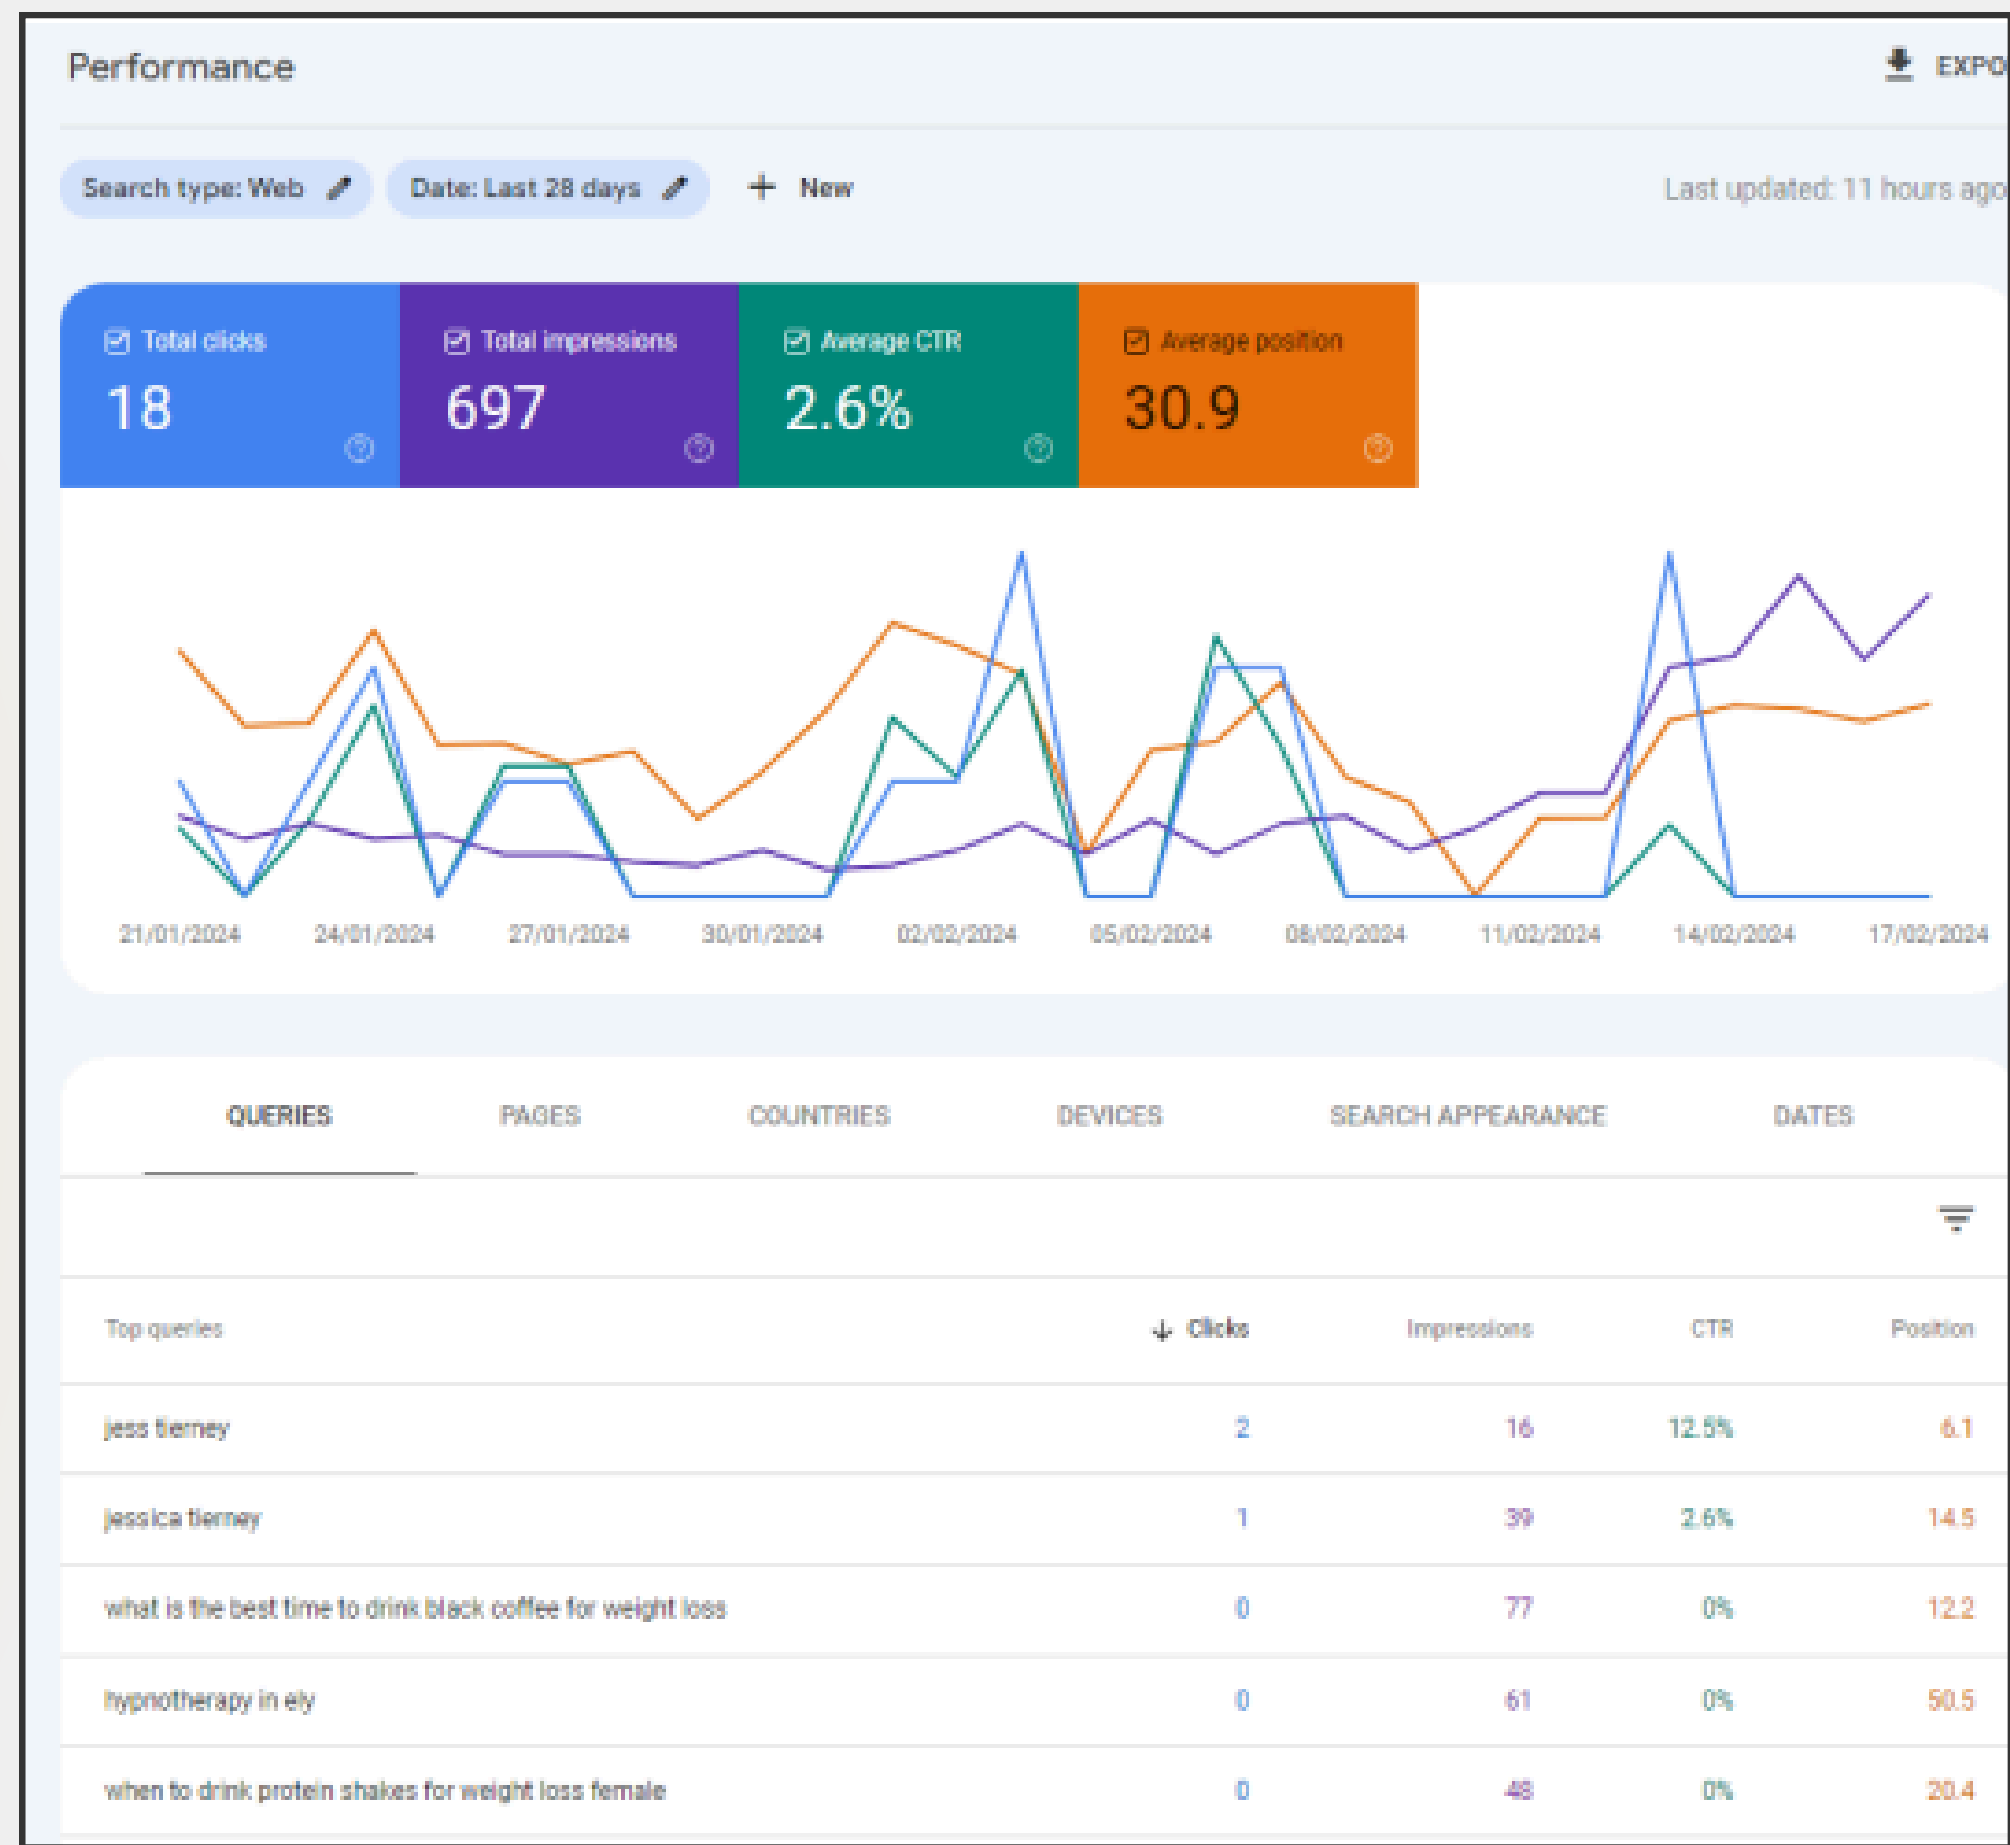 Performance
EXPO
Search type: Web
Date: Last 28 days
+ New
Last updated: 11 hours ago
Total clicks
18
Total impressions
697
Average CTR
2.6%
Average position
30.9
21/01/2024 24/01/2024 27/01/2024 30/01/2024 02/02/2024 05/02/2024 08/02/2024 11/02/2024 14/02/2024 17/02/2024
QUERIES PAGES COUNTRIES DEVICES SEARCH APPEARANCE DATES
Top queries Clicks Impressions CTR Position
jess tierney 2 16 12.5% 6.1
jessica tierney 1 39 2.6% 14.5
what is the best time to drink black coffee for weight loss 0 77 0% 12.2
hypnotherapy in ely 0 61 0% 50.5
when to drink protein shakes for weight loss female 0 48 0% 20.4